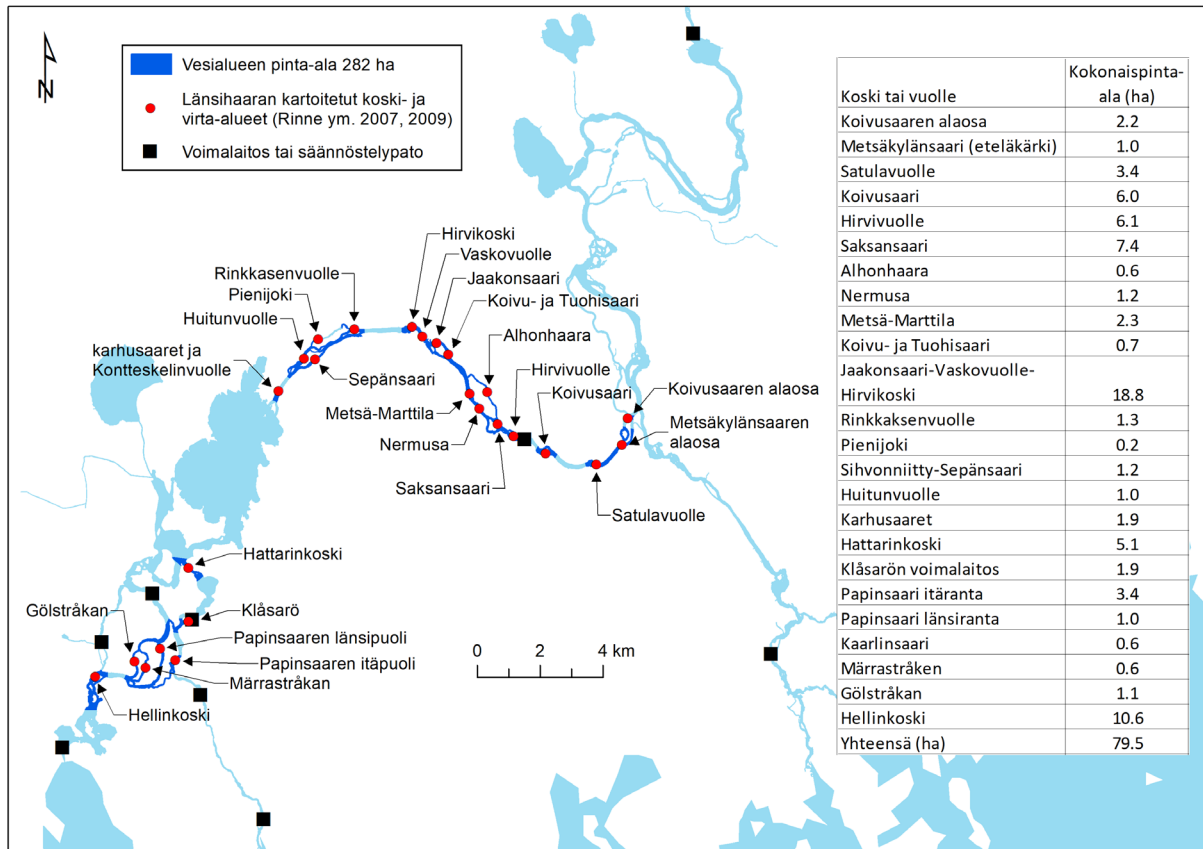 N
Vesialueen pinta-ala 282 ha
Länsihaaran kartoitetut koski- ja
virta-alueet (Rinne ym. 2007, 2009)
Voimalaitos tai säännöstelypato
Hirvikoski
Vaskovuolle
Jaakonsaari
Koivu- ja Tuohisaari
Rinkkasenvuolle
Pienijoki
Huitunvuolle
karhusaaret ja
Kontteskelinvuolle
Sepänsaari
Alhonhaara
Hirvivuolle
Koivusaari
Metsä-Marttila
Nermusa
Saksansaari
Koivusaaren alaosa
Metsäkylänsaaren
alaosa
Satulavuolle
Hattarinkoski
Gölstråkan
Klåsarö
Papinsaaren länsipuoli
Papinsaaren itäpuoli
Märrastråkan
Hellinkoski
0 2 4 km
Kokonaispinta-
Koski tai vuolle ala (ha)
Koivusaaren alaosa 2.2
Metsäkylänsaari (eteläkärki) 1.0
Satulavuolle 3.4
Koivusaari 6.0
Hirvivuolle 6.1
Saksansaari 7.4
Alhonhaara 0.6
Nermusa 1.2
Metsä-Marttila 2.3
Koivu- ja Tuohisaari 0.7
Jaakonsaari-Vaskovuolle-
Hirvikoski 18.8
Rinkkaksenvuolle 1.3
Pienijoki 0.2
Sihvonniitty-Sepänsaari 1.2
Huitunvuolle 1.0
Karhusaaret 1.9
Hattarinkoski 5.1
Klåsarön voimalaitos 1.9
Papinsaari itäranta 3.4
Papinsaari länsiranta 1.0
Kaarlinsaari 0.6
Märrastråken 0.6
Gölstråkan 1.1
Hellinkoski 10.6
Yhteensä (ha) 79.5